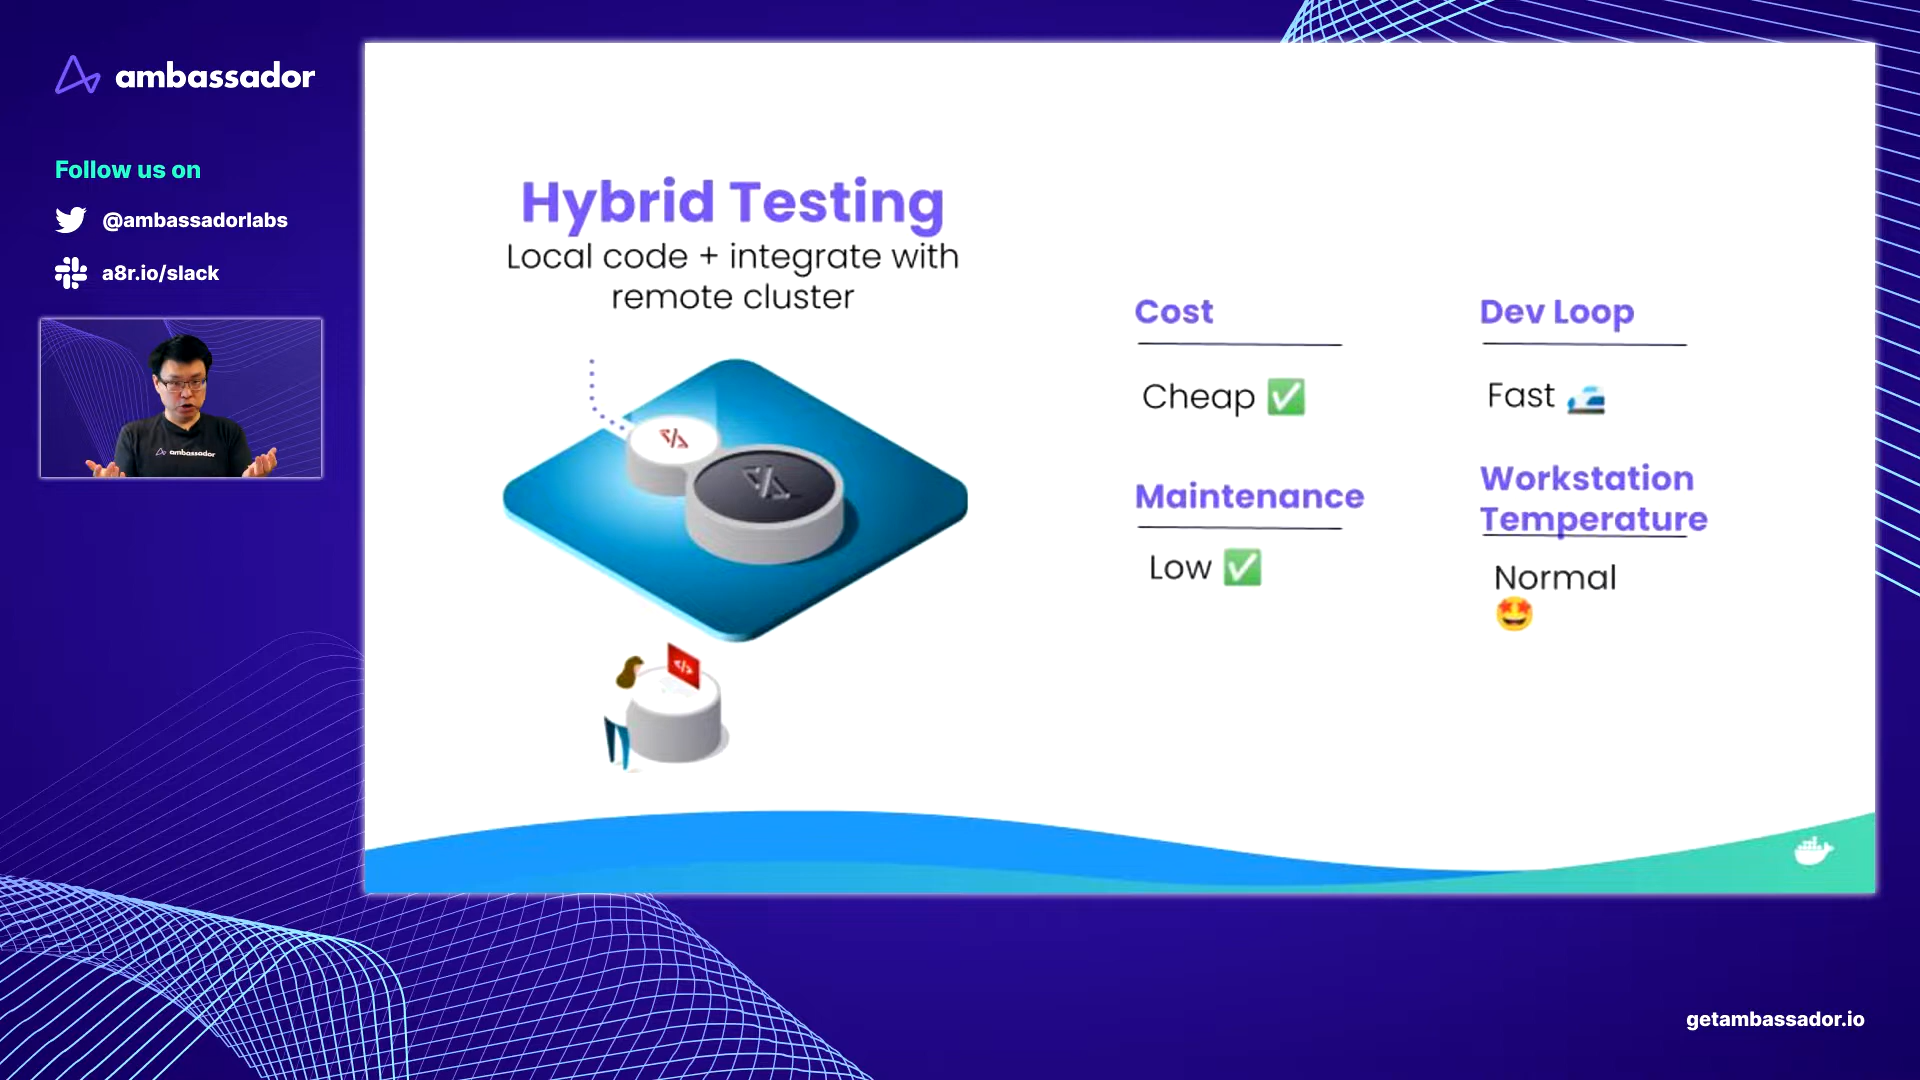 ambassador
Follow us on
@ambassadorlabs
a8r.io/slack
ambassador
Hybrid Testing
Local code + integrate with
remote cluster
Cost
Cheap ✅
Maintenance
Low ✅
Dev Loop
Fast 🚅
Workstation
Temperature
Normal
🤩
</>
getambassador.io